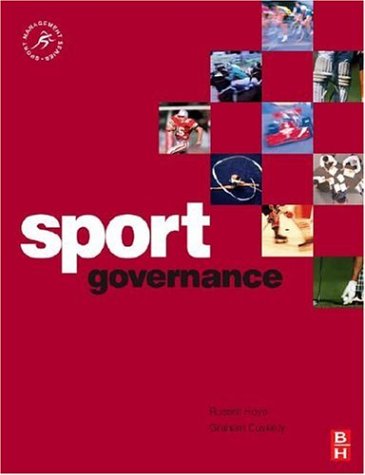 SPORT MANAGEMENT SERIES
sport
governance
Russell Hoye
Graham Cuskelly
B
H